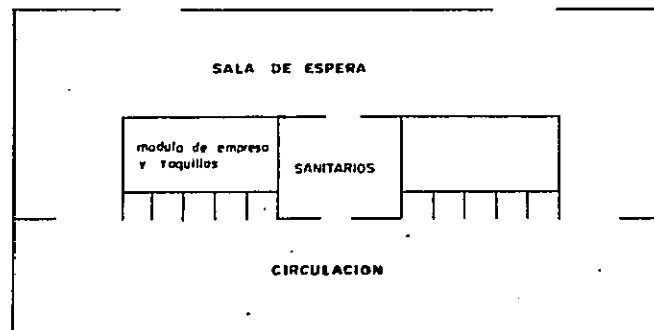 SALA DE ESPERA
modulo de empresa
y taquillas
SANITARIOS
CIRCULACION